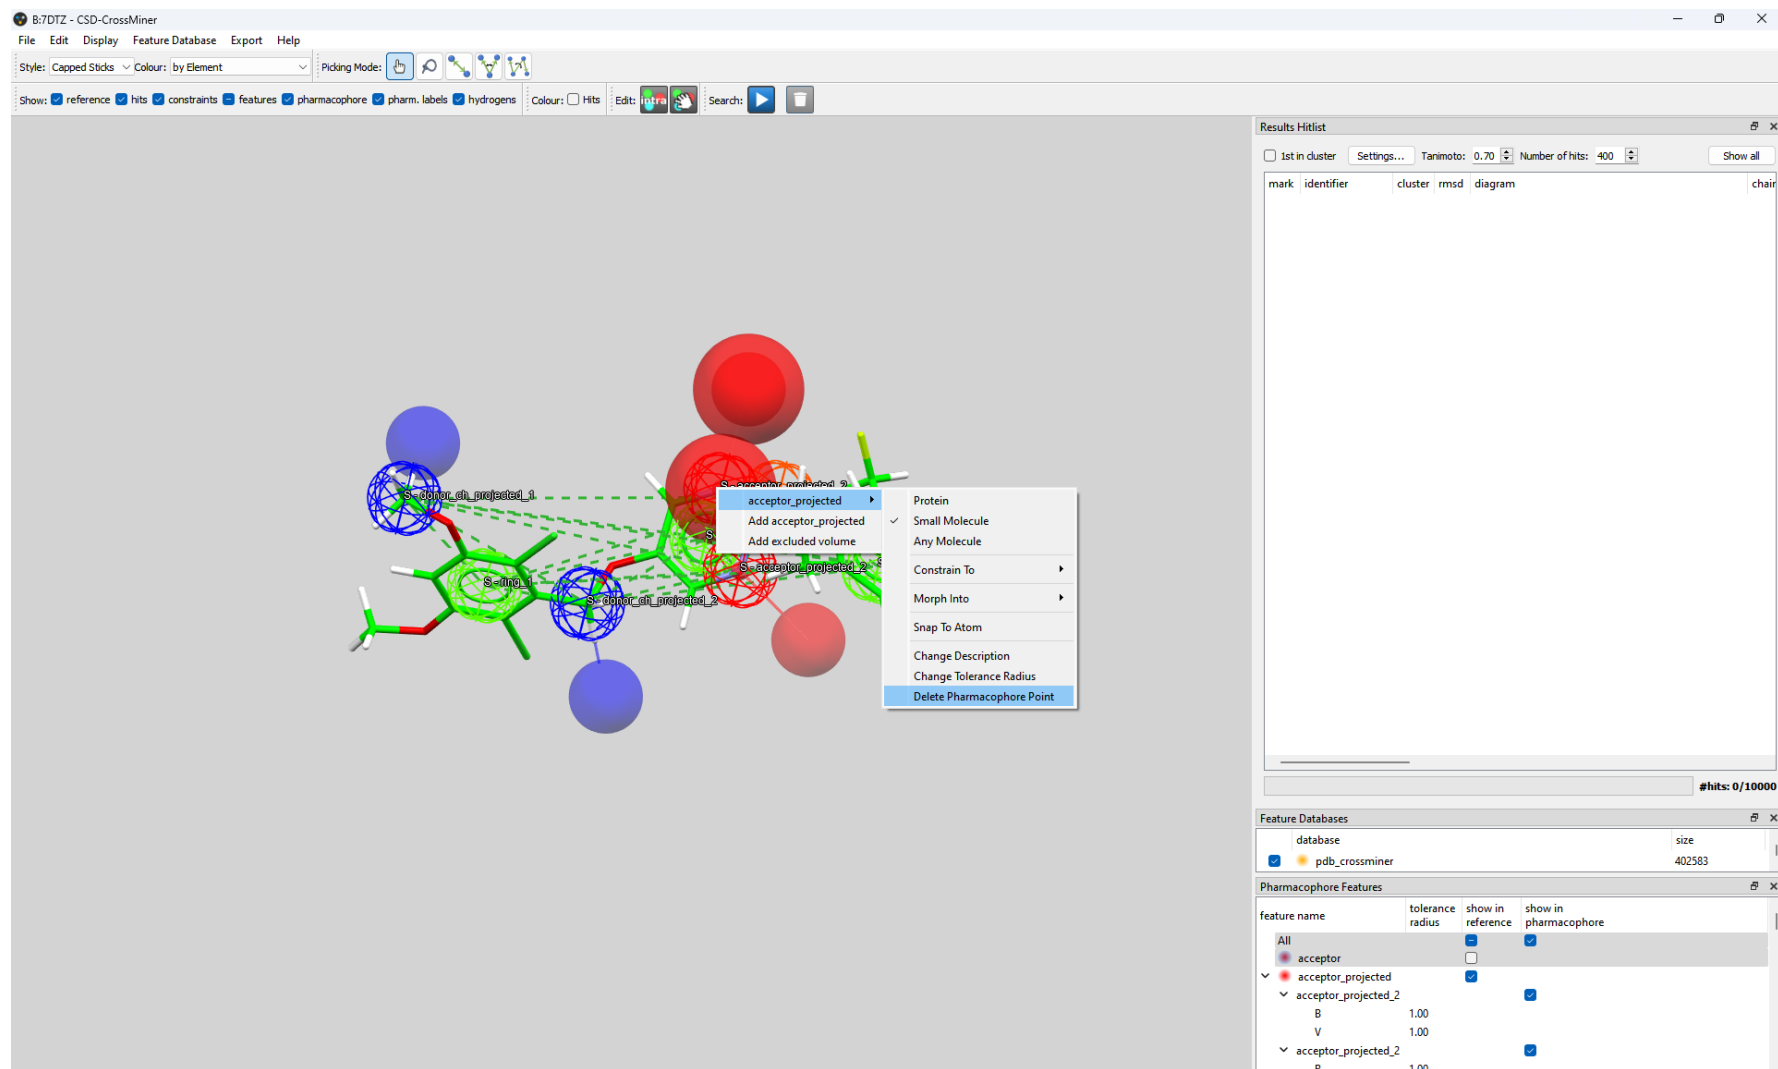 B:7DTZ - CSD-CrossMiner
File Edit Display Feature Database Export Help
Style: Capped Sticks Colour: by Element Picking Mode:
Show: reference hits constraints features pharmacophore pharm. labels hydrogens Colour: Hits Edit: intra Search:
Results Hitlist
1st in cluster Settings... Tanimoto: 0.70 Number of hits: 400 Show all
mark identifier cluster rmsd diagram chain
S - acceptor_projected_2
S - donor_ch_projected_1
S
S - acceptor_projected_2
S - ring_1
S - donor_ch_projected_2
acceptor_projected
Add acceptor_projected
Add excluded volume
Protein
Small Molecule
Any Molecule
Constrain To
Morph Into
Snap To Atom
Change Description
Change Tolerance Radius
Delete Pharmacophore Point
#hits: 0/10000
Feature Databases
database size
pdb_crossminer 402583
Pharmacophore Features
feature name tolerance radius show in reference show in pharmacophore
All
acceptor
acceptor_projected
acceptor_projected_2
B 1.00
V 1.00
acceptor_projected_2
B 1.00